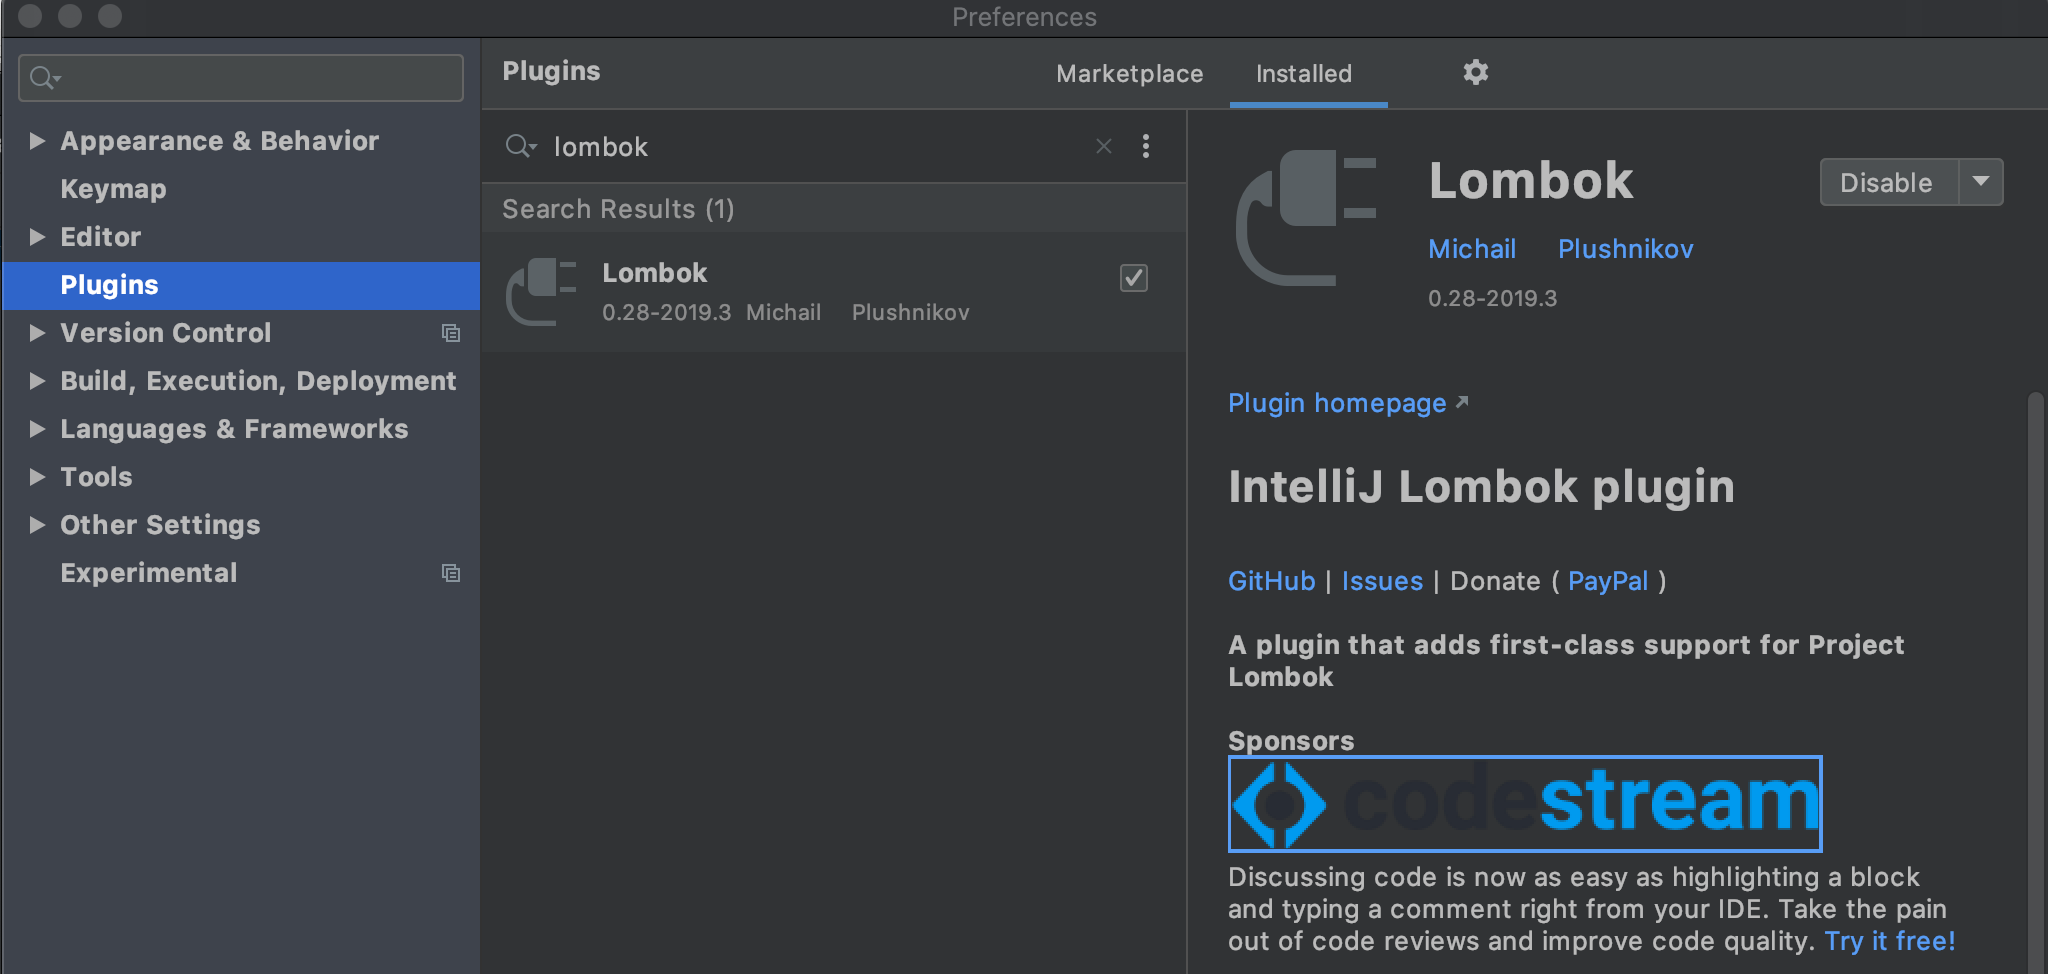 Preferences
Appearance & Behavior
Keymap
Editor
Plugins
Version Control
Build, Execution, Deployment
Languages & Frameworks
Tools
Other Settings
Experimental
Plugins
Marketplace Installed
lombok
Search Results (1)
Lombok
0.28-2019.3 Michail Plushnikov
Lombok
Disable
Michail Plushnikov
0.28-2019.3
Plugin homepage
IntelliJ Lombok plugin
GitHub | Issues | Donate ( PayPal )
A plugin that adds first-class support for Project
Lombok
Sponsors
codestream
Discussing code is now as easy as highlighting a block
and typing a comment right from your IDE. Take the pain
out of code reviews and improve code quality. Try it free!